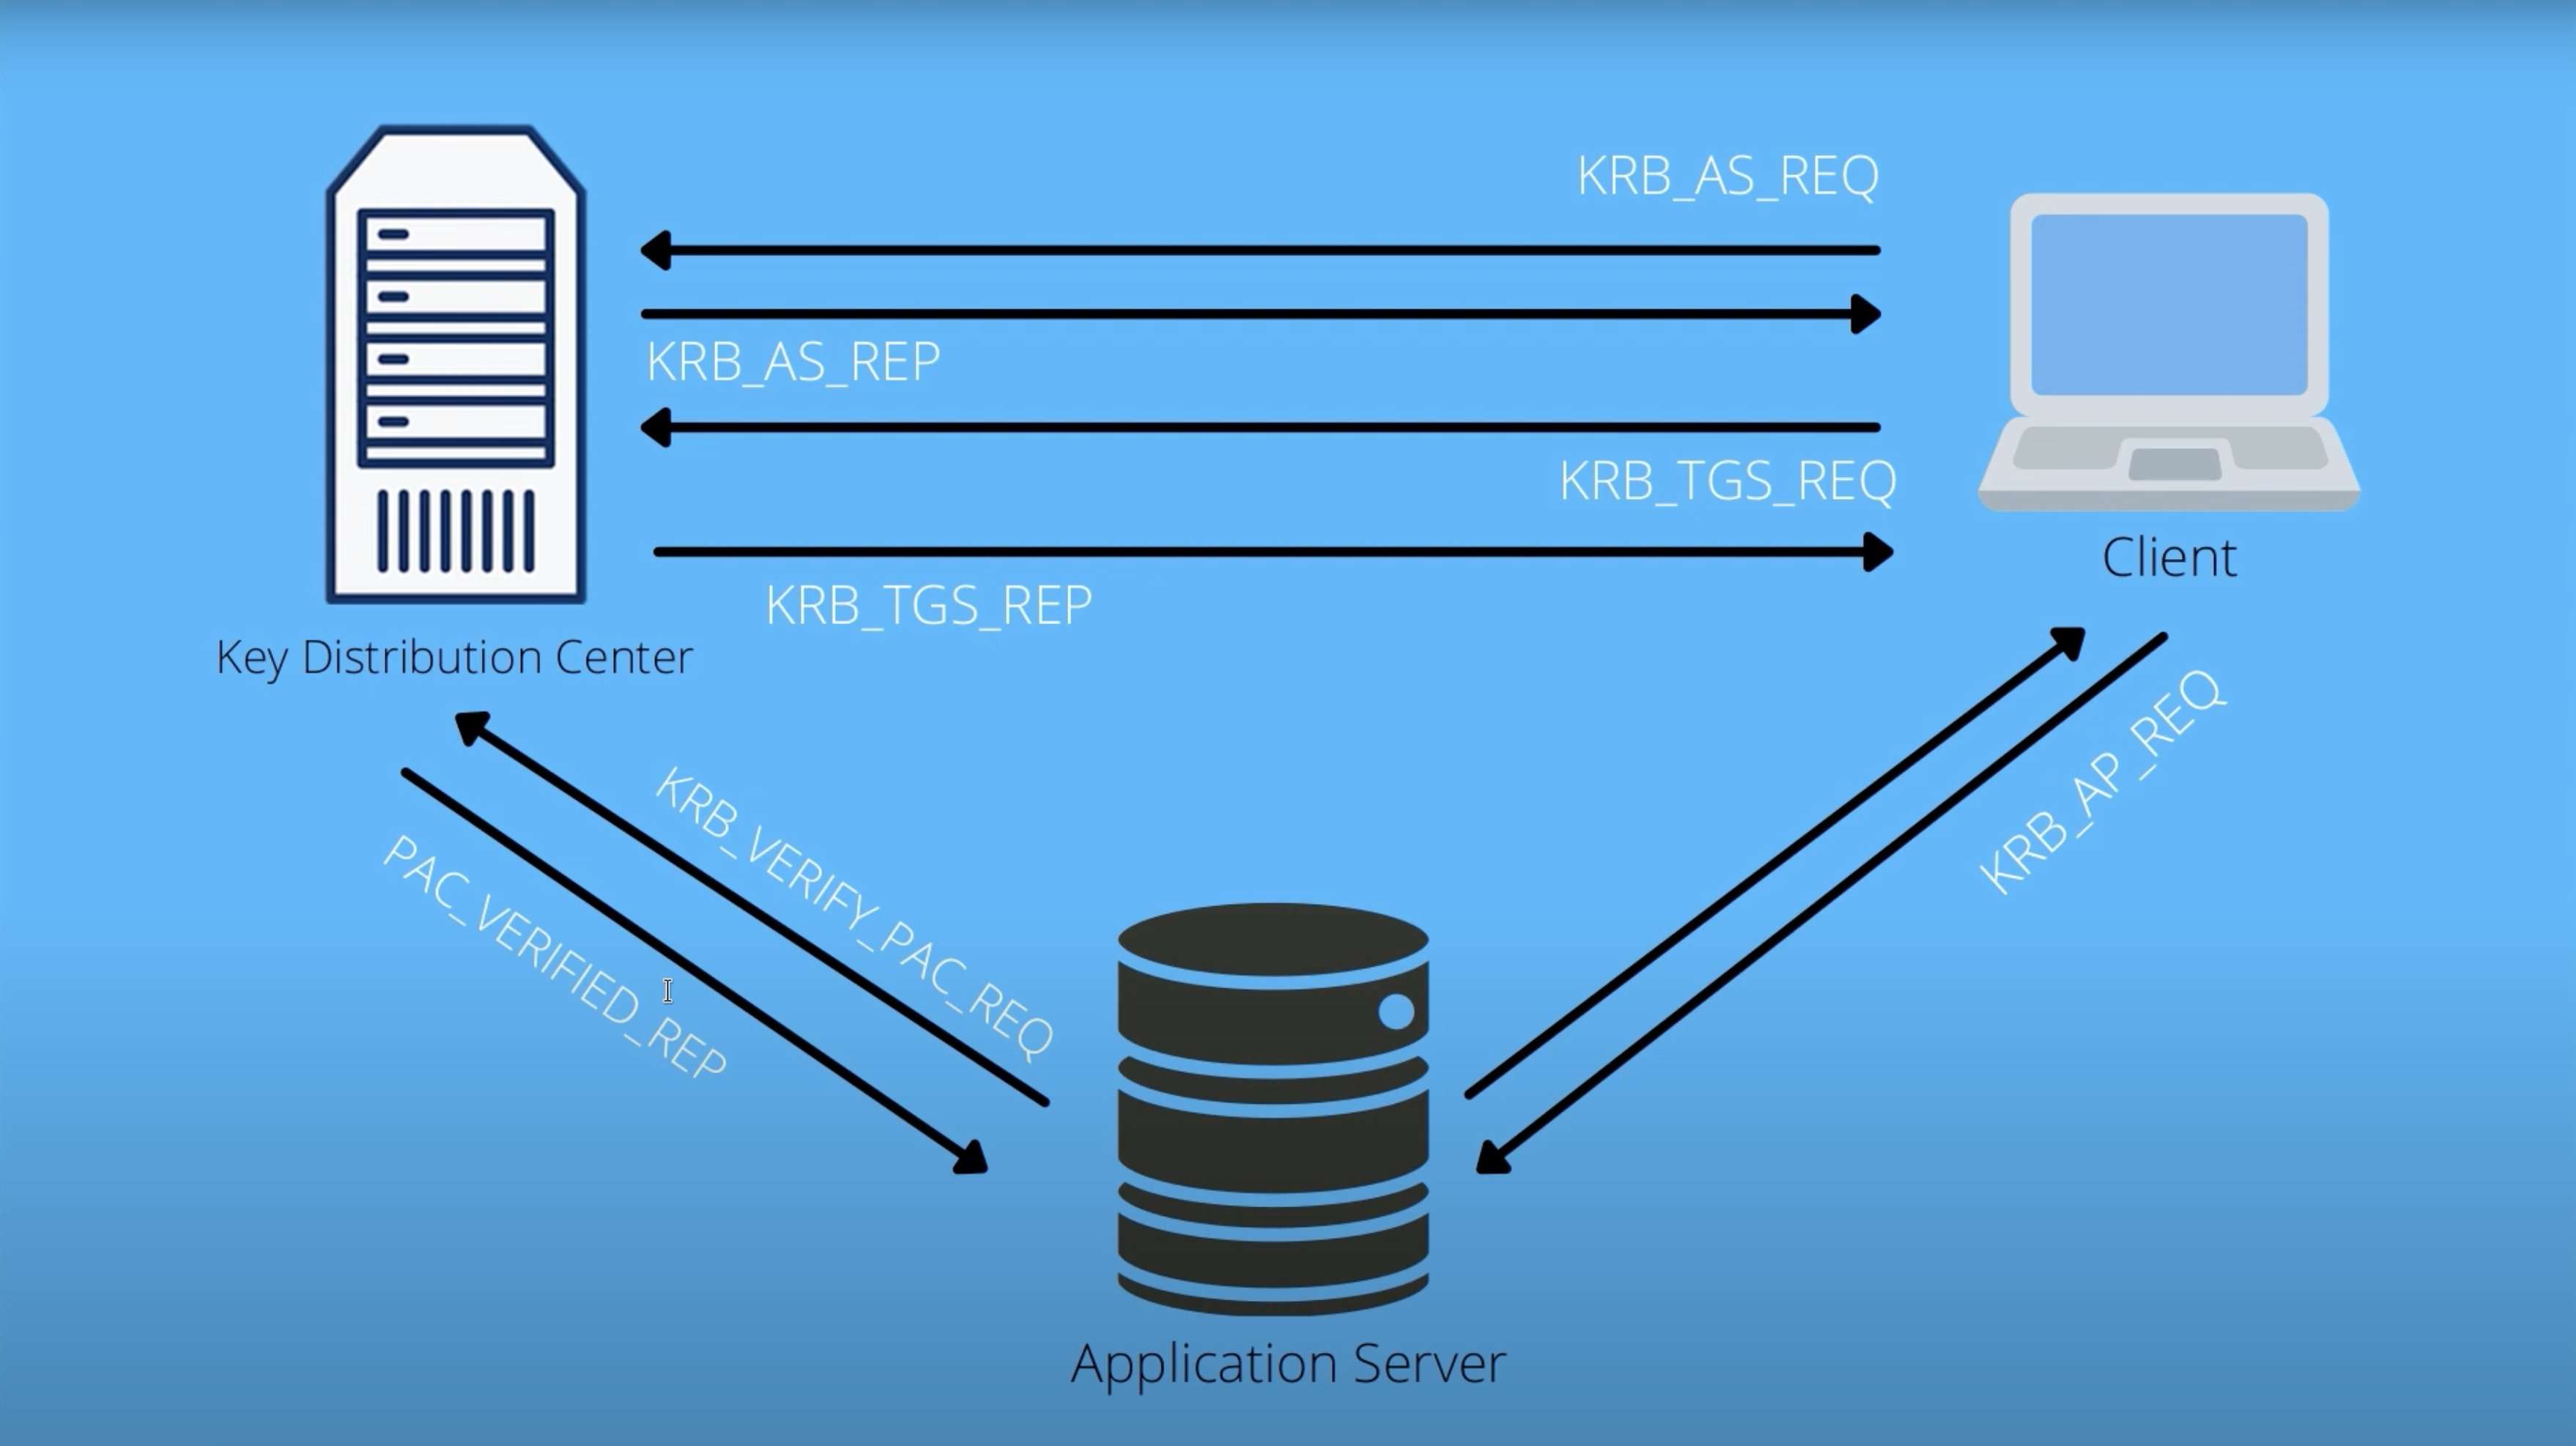 KRB_AS_REQ
KRB_AS_REP
KRB_TGS_REQ
Client
KRB_TGS_REP
Key Distribution Center
KRB_AP_REQ
KRB_VERIFY_PAC_REQ
PAC_VERIFIED_REP
Application Server